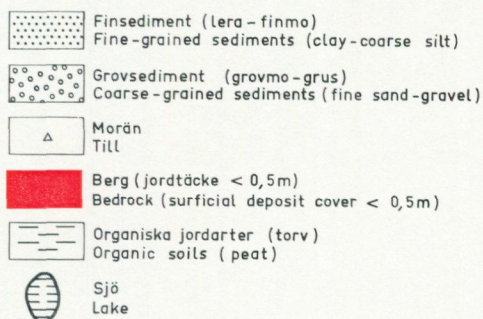 Finsediment (lera-finmo)
Fine-grained sediments (clay-coarse silt)
Grovsediment (grovmo-grus)
Coarse-grained sediments (fine sand-gravel)
Morän
Till
Berg (jordtäcke < 0,5m)
Bedrock (surficial deposit cover < 0,5m)
Organiska jordarter (torv)
Organic soils (peat)
Sjö
Lake